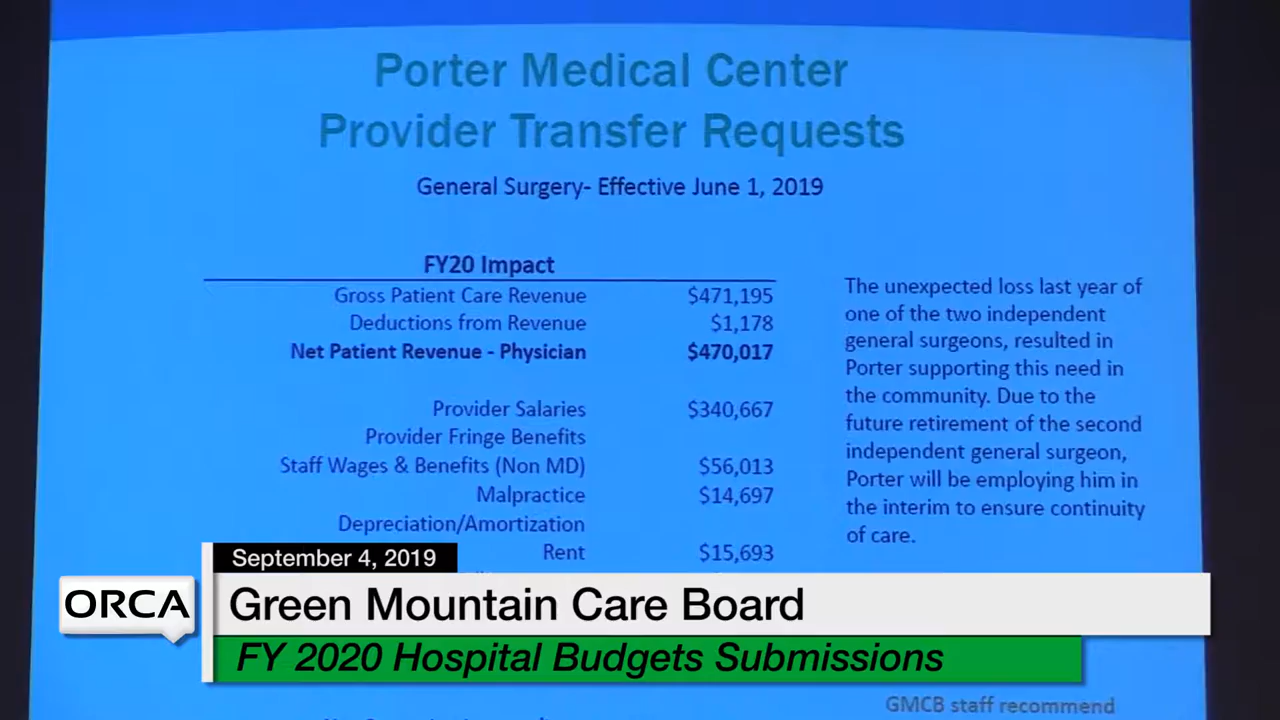 Porter Medical Center
Provider Transfer Requests
General Surgery- Effective June 1, 2019
FY20 Impact
Gross Patient Care Revenue $471,195
Deductions from Revenue $1,178
Net Patient Revenue - Physician $470,017
Provider Salaries $340,667
Provider Fringe Benefits
Staff Wages & Benefits (Non MD) $56,013
Malpractice $14,697
Depreciation/Amortization
Rent $15,693
The unexpected loss last year of
one of the two independent
general surgeons, resulted in
Porter supporting this need in
the community. Due to the
future retirement of the second
independent general surgeon,
Porter will be employing him in
the interim to ensure continuity
of care.
September 4, 2019
ORCA
Green Mountain Care Board
FY 2020 Hospital Budgets Submissions
GMCB staff recommend